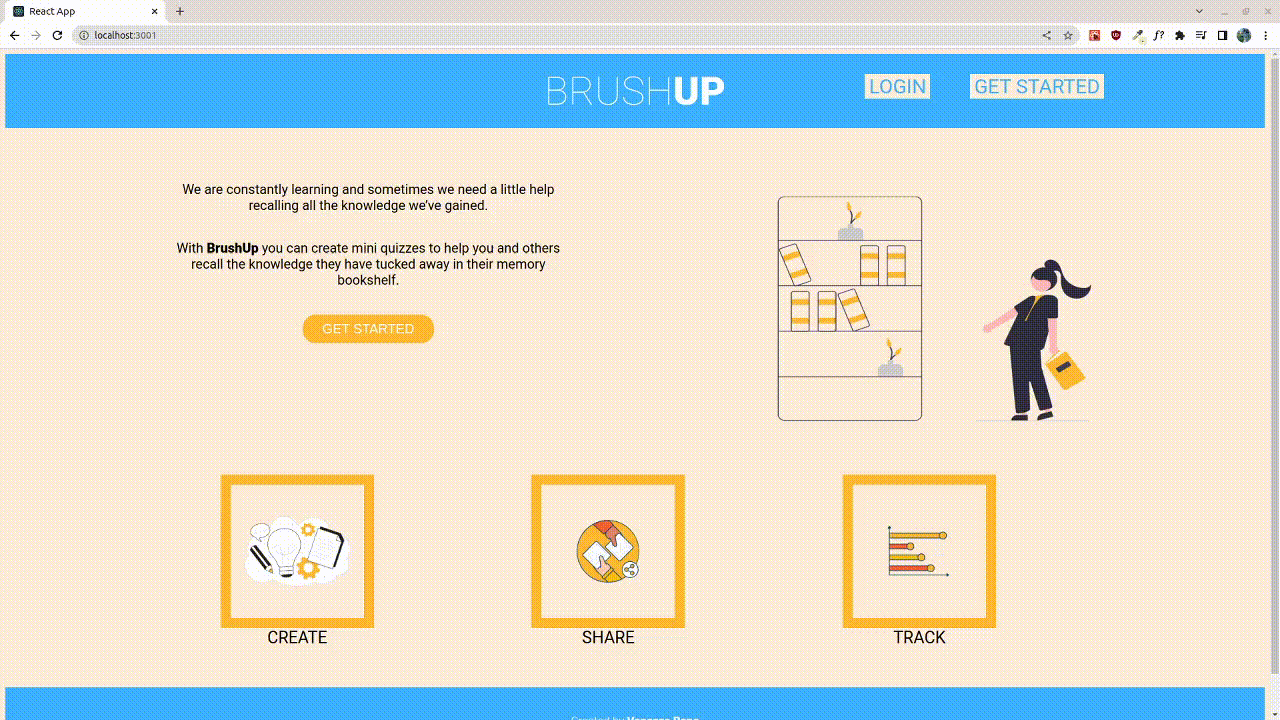 React App
localhost:3001
BRUSHUP
LOGIN
GET STARTED
We are constantly learning and sometimes we need a little help
recalling all the knowledge we've gained.
With BrushUp you can create mini quizzes to help you and others
recall the knowledge they have tucked away in their memory
bookshelf.
GET STARTED
CREATE
SHARE
TRACK
Created by